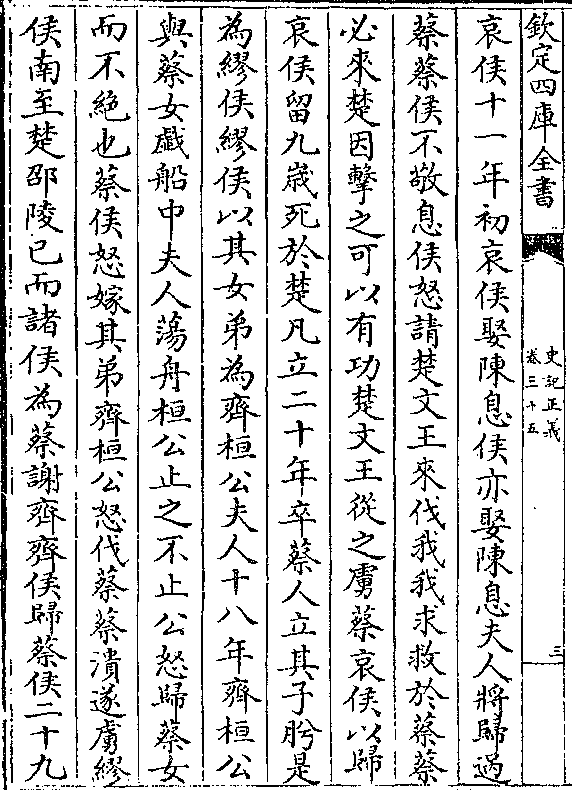 欽定四庫全書
史記正義
卷三十五
三
哀侯十一年初哀侯娶陳息侯亦娶陳息夫人將歸過
蔡蔡侯不敬息侯怒請楚文王來伐我我求救於蔡蔡
必來楚因擊之可以有功楚文王從之虜蔡哀侯以歸
哀侯留九歲死於楚凡立二十年卒蔡人立其子肹是
為繆侯繆侯以其女弟為齊桓公夫人十八年齊桓公
與蔡女戯船中夫人蕩舟桓公止之不止公怒歸蔡女
而不絕也蔡侯怒嫁其弟齊桓公怒伐蔡蔡潰遂虜繆
侯南至楚邵陵已而諸侯為蔡謝齊齊侯歸蔡侯二十九